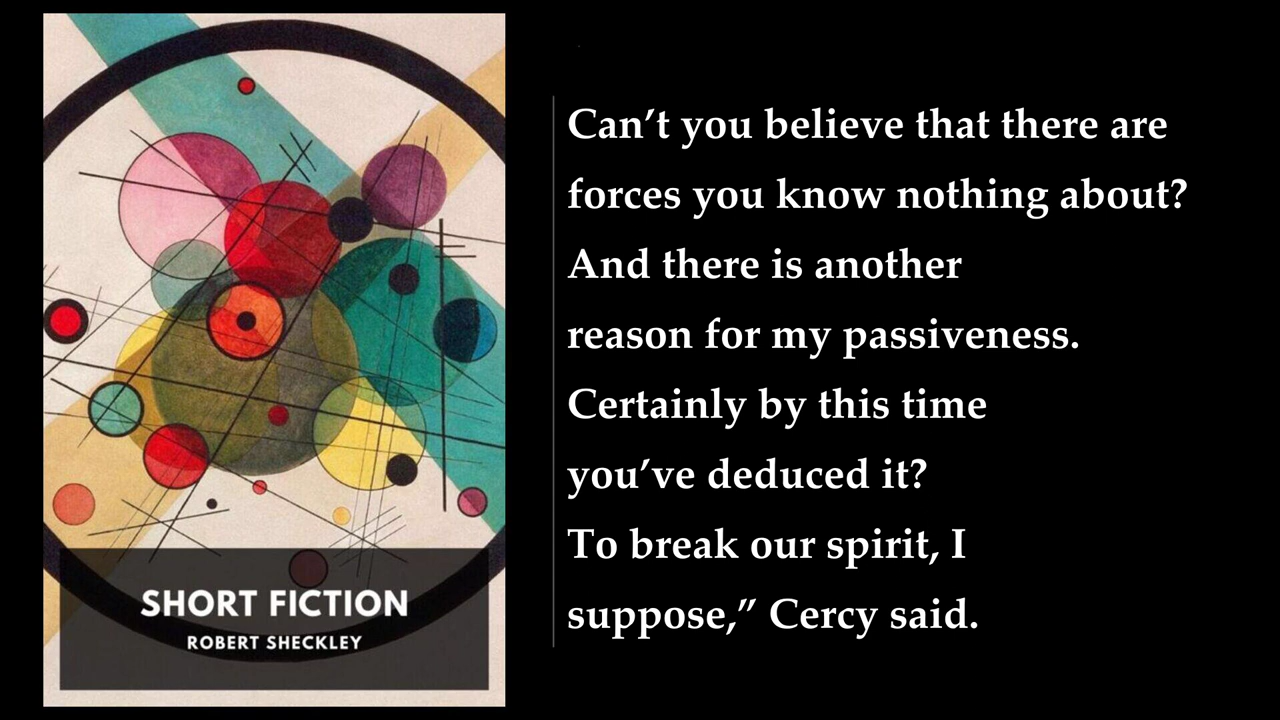 SHORT FICTION
ROBERT SHECKLEY
Can’t you believe that there are
forces you know nothing about?
And there is another
reason for my passiveness.
Certainly by this time
you’ve deduced it?
To break our spirit, I
suppose,” Cercy said.